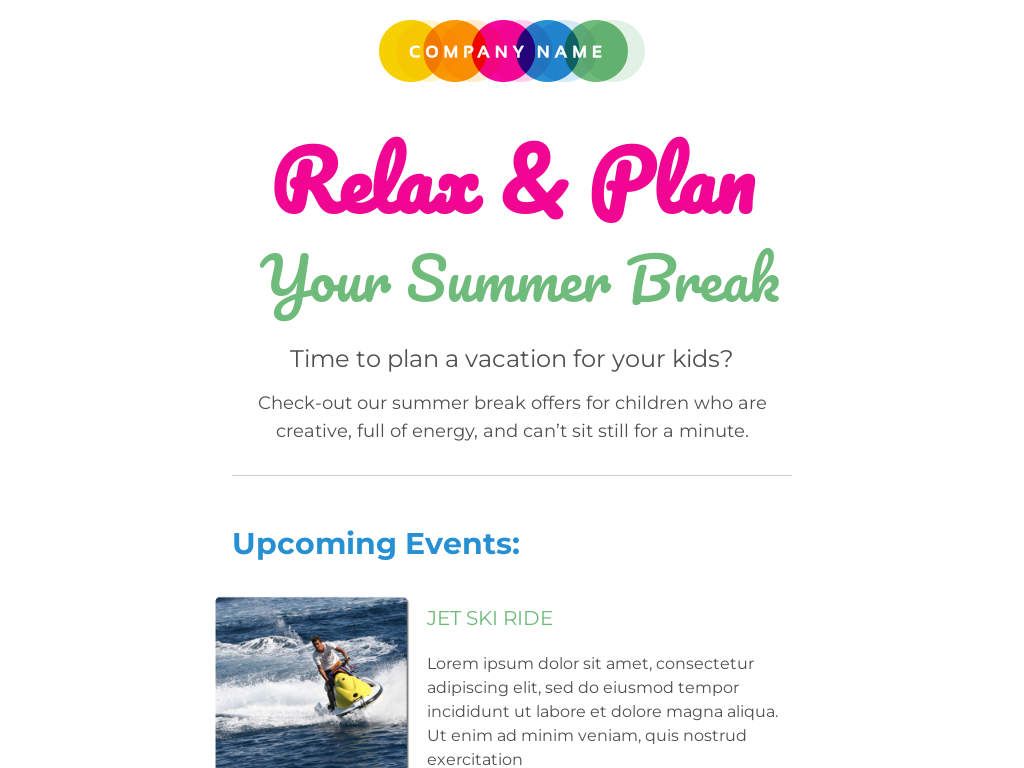 COMPANY NAME
Relax & Plan
Your Summer Break
Time to plan a vacation for your kids?
Check-out our summer break offers for children who are
creative, full of energy, and can’t sit still for a minute.
Upcoming Events:
JET SKI RIDE
Lorem ipsum dolor sit amet, consectetur
adipiscing elit, sed do eiusmod tempor
incididunt ut labore et dolore magna aliqua.
Ut enim ad minim veniam, quis nostrud
exercitation